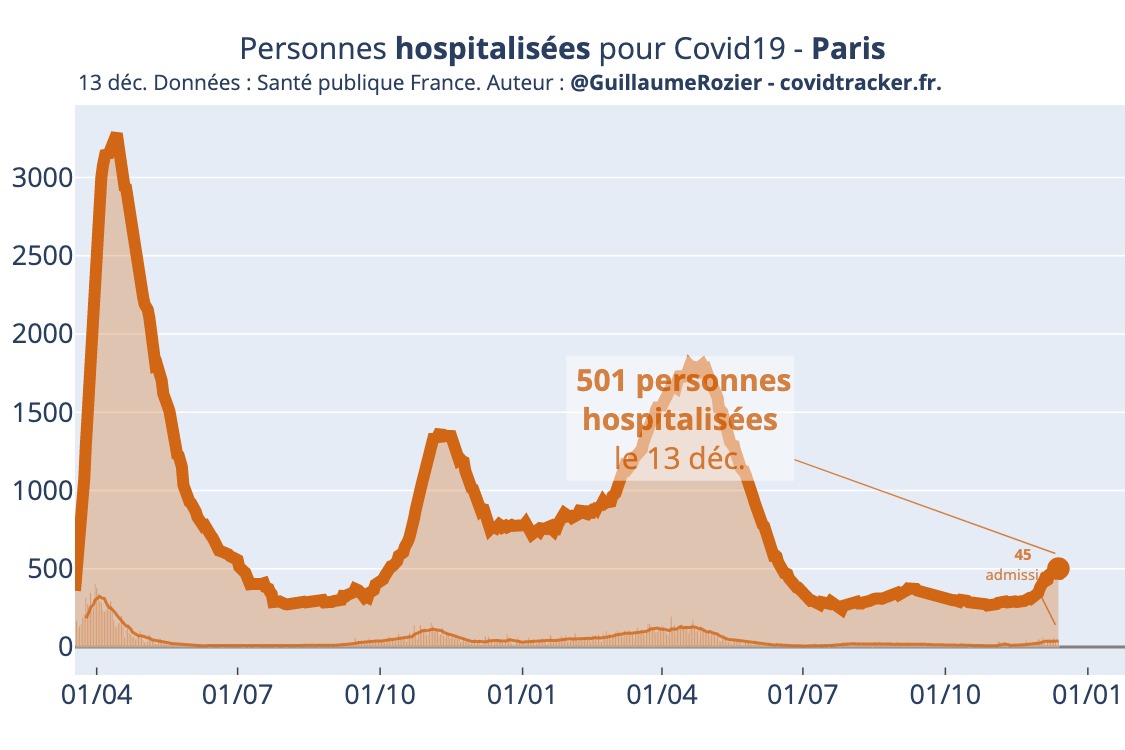 Personnes hospitalisées pour Covid19 - Paris
13 déc. Données : Santé publique France. Auteur : @GuillaumeRozier - covidtracker.fr.
3000
2500
2000
1500
1000
500
0
501 personnes
hospitalisées
le 13 déc.
45
admissi
01/04
01/07
01/10
01/01
01/04
01/07
01/10
01/01